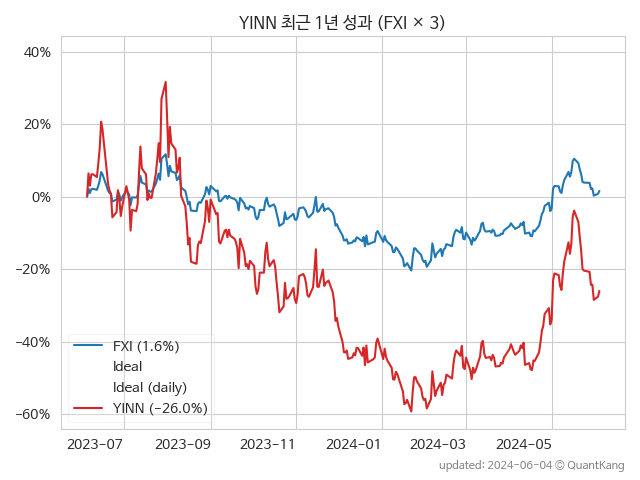 YINN 최근 1년 성과 (FXI × 3)
40%
20%
0%
−20%
−40%
−60%
FXI (1.6%)
Ideal
Ideal (daily)
YINN (−26.0%)
2023-07 2023-09 2023-11 2024-01 2024-03 2024-05
updated: 2024-06-04 @ QuantKang